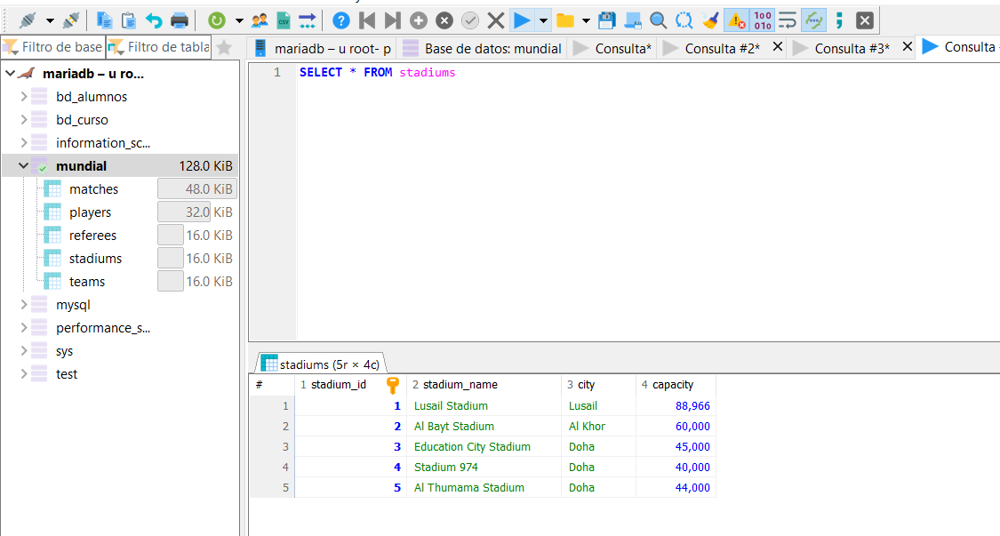 CSV
100
010
Filtro de base
Filtro de tabla
mariadb – u root- p
Base de datos: mundial
Consulta*
Consulta #2*
Consulta #3*
Consulta
mariadb – u ro...
bd_alumnos
bd_curso
information_sc...
mundial 128.0 KiB
matches 48.0 KiB
players 32.0 KiB
referees 16.0 KiB
stadiums 16.0 KiB
teams 16.0 KiB
mysql
performance_s...
sys
test
1 SELECT * FROM stadiums
stadiums (5r × 4c)
# 1 stadium_id 2 stadium_name 3 city 4 capacity
1 1 Lusail Stadium Lusail 88,966
2 2 Al Bayt Stadium Al Khor 60,000
3 3 Education City Stadium Doha 45,000
4 4 Stadium 974 Doha 40,000
5 5 Al Thumama Stadium Doha 44,000